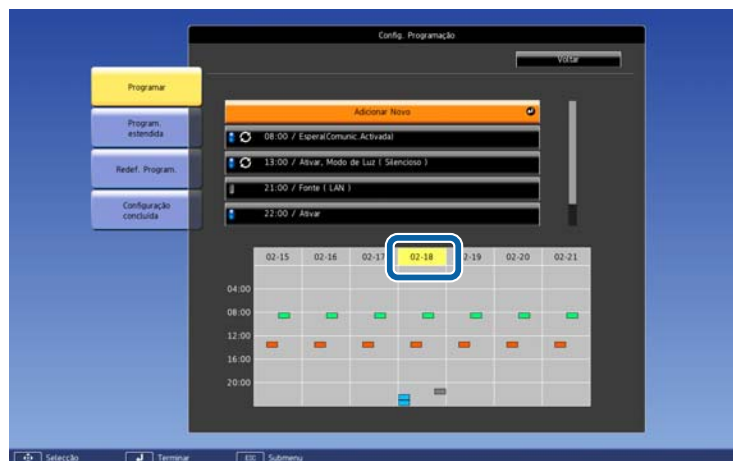 Config. Programação
Voltar
Programar
Program.
estendida
Redef. Program.
Configuração
concluída
Adicionar Novo
08:00 / Espera(Comunic.Activada)
13:00 / Ativar, Modo de Luz ( Silencioso )
21:00 / Fonte ( LAN )
22:00 / Ativar
02-15 02-16 02-17 02-18 02-19 02-20 02-21
04:00
08:00
12:00
16:00
20:00
Selecção Terminar ESC Submenu